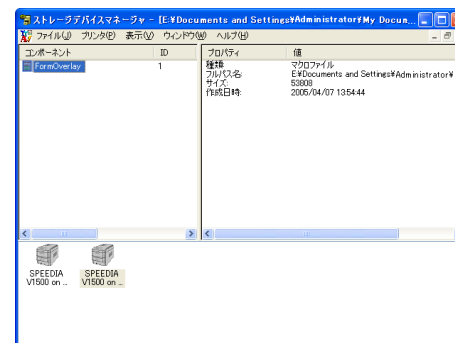 ストレージデバイスマネージャ - [E:¥Documents and Settings¥Administrator¥My Docum...
ファイル(J) プリンタ(P) 表示(V) ウィンドウ(W) ヘルプ(H)
コンポーネント ID
FormOverlay 1
プロパティ 値
種類: マクロファイル
フルパス名: E¥Documents and Settings¥Administrator¥
サイズ: 53808
作成日時: 2005/04/07 13:54:44
SPEEDIA V1500 on ...
SPEEDIA V1500 on ...